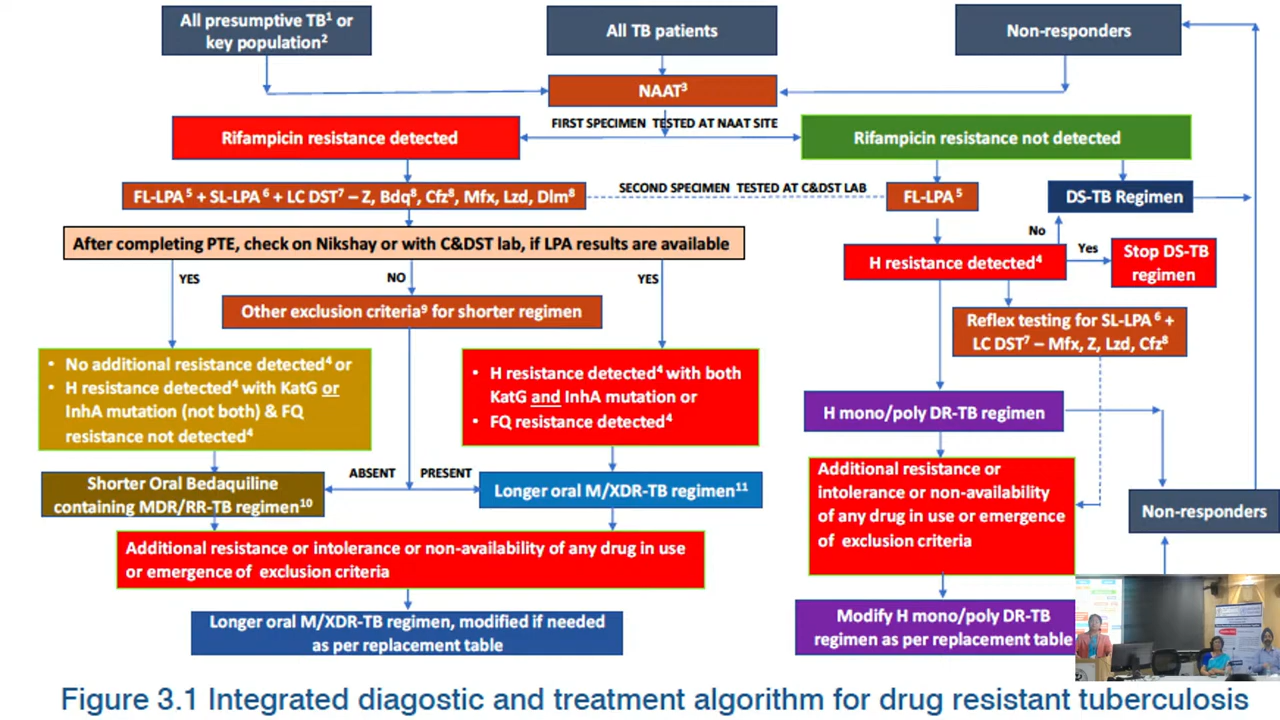 All presumptive TB¹ or
key population²
All TB patients
Non-responders
NAAT³
FIRST SPECIMEN TESTED AT NAAT SITE
Rifampicin resistance detected
Rifampicin resistance not detected
FL-LPA⁵ + SL-LPA⁶ + LC DST⁷ – Z, Bdq⁸, Cfz⁸, Mfx, Lzd, Dlm⁸
SECOND SPECIMEN TESTED AT C&DST LAB
FL-LPA⁵
DS-TB Regimen
After completing PTE, check on Nikshay or with C&DST lab, if LPA results are available
No
H resistance detected⁴
Yes
Stop DS-TB
regimen
YES
NO
YES
Other exclusion criteria⁹ for shorter regimen
Reflex testing for SL-LPA⁶ +
LC DST⁷ – Mfx, Z, Lzd, Cfz⁸
• No additional resistance detected⁴ or
• H resistance detected⁴ with KatG or
InhA mutation (not both) & FQ
resistance not detected⁴
• H resistance detected⁴ with both
KatG and InhA mutation or
• FQ resistance detected⁴
H mono/poly DR-TB regimen
ABSENT
PRESENT
Shorter Oral Bedaquiline
containing MDR/RR-TB regimen¹⁰
Longer oral M/XDR-TB regimen¹¹
Additional resistance or
intolerance or non-availability
of any drug in use or emergence
of exclusion criteria
Non-responders
Additional resistance or intolerance or non-availability of any drug in use
or emergence of exclusion criteria
Longer oral M/XDR-TB regimen, modified if needed
as per replacement table
Modify H mono/poly DR-TB
regimen as per replacement table
Figure 3.1 Integrated diagostic and treatment algorithm for drug resistant tuberculosis